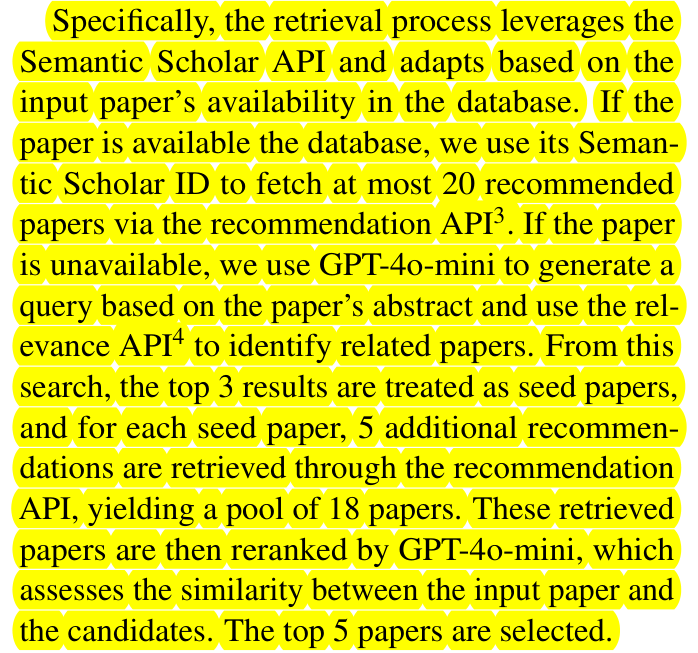 Specifically, the retrieval process leverages the
Semantic Scholar API and adapts based on the
input paper's availability in the database. If the
paper is available the database, we use its Seman-
tic Scholar ID to fetch at most 20 recommended
papers via the recommendation API³. If the paper
is unavailable, we use GPT-4o-mini to generate a
query based on the paper's abstract and use the rel-
evance API⁴ to identify related papers. From this
search, the top 3 results are treated as seed papers,
and for each seed paper, 5 additional recommen-
dations are retrieved through the recommendation
API, yielding a pool of 18 papers. These retrieved
papers are then reranked by GPT-4o-mini, which
assesses the similarity between the input paper and
the candidates. The top 5 papers are selected.